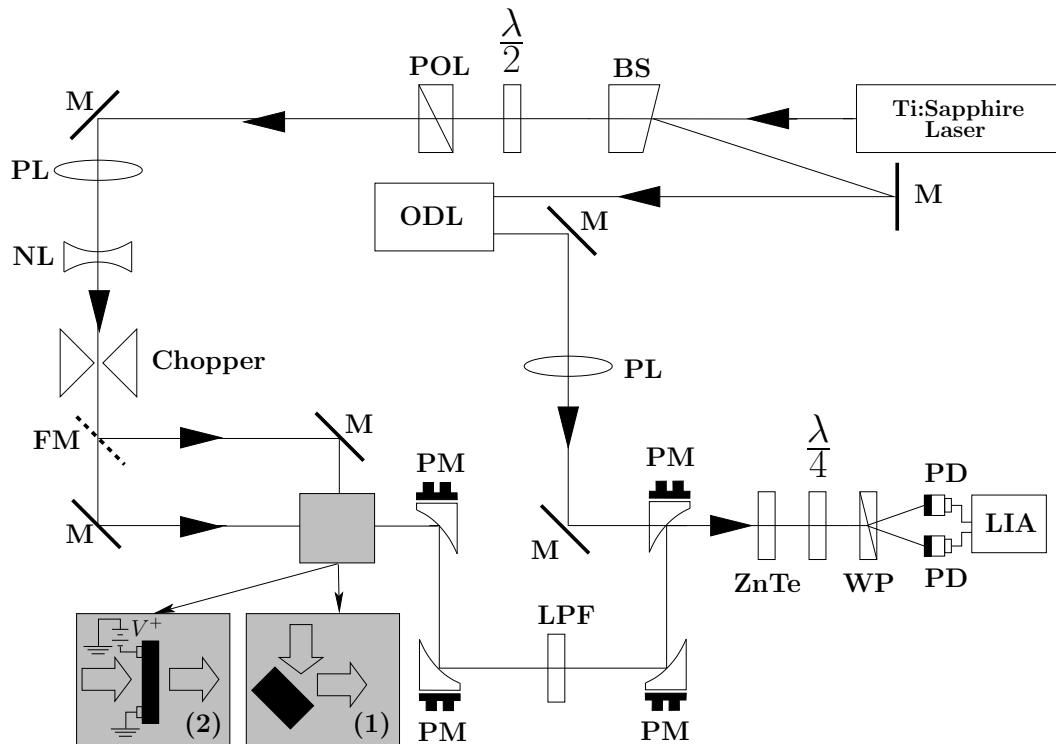 λ/2
POL
BS
Ti:Sapphire
Laser
M
M
PL
ODL
M
NL
Chopper
PL
FM
M
PM
PM
λ/4
PD
LIA
M
M
ZnTe
WP
PD
LPF
V⁺
(2)
(1)
PM
PM